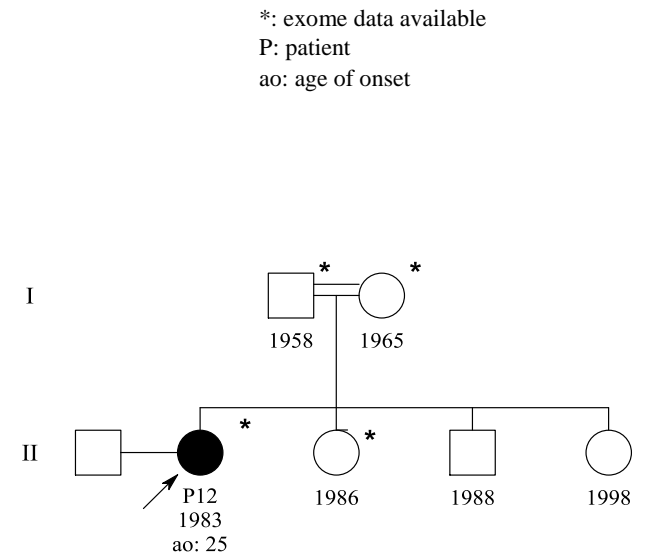 *: exome data available
P: patient
ao: age of onset
* *
I
1958 1965
* *
II
P12 1986 1988 1998
1983
ao: 25